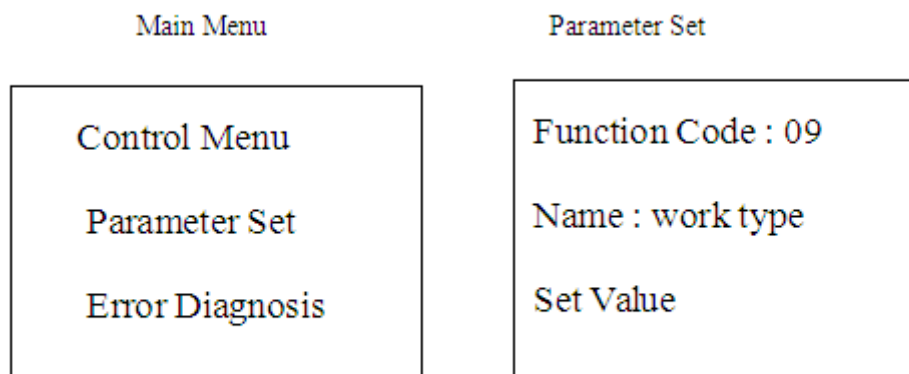 Main Menu
Control Menu
Parameter Set
Error Diagnosis
Parameter Set
Function Code : 09
Name : work type
Set Value